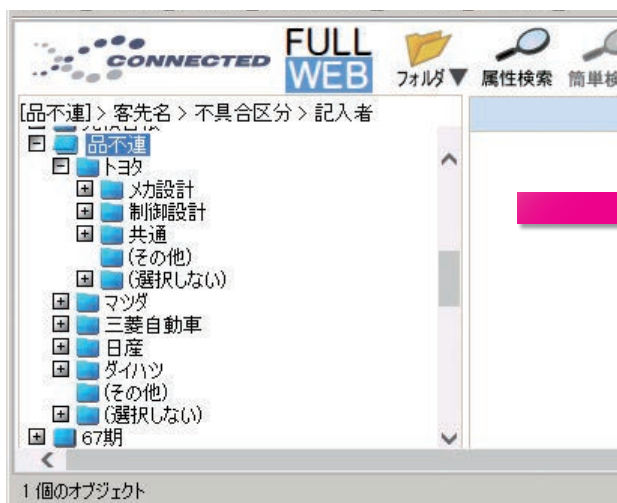 CONNECTED
FULL
WEB
フォルダ▼
属性検索
簡単検
[品不連] > 客先名 > 不具合区分 > 記入者
品不連
トヨタ
メカ設計
制御設計
共通
(その他)
(選択しない)
マツダ
三菱自動車
日産
ダイハツ
(その他)
(選択しない)
67期
1 個のオブジェクト